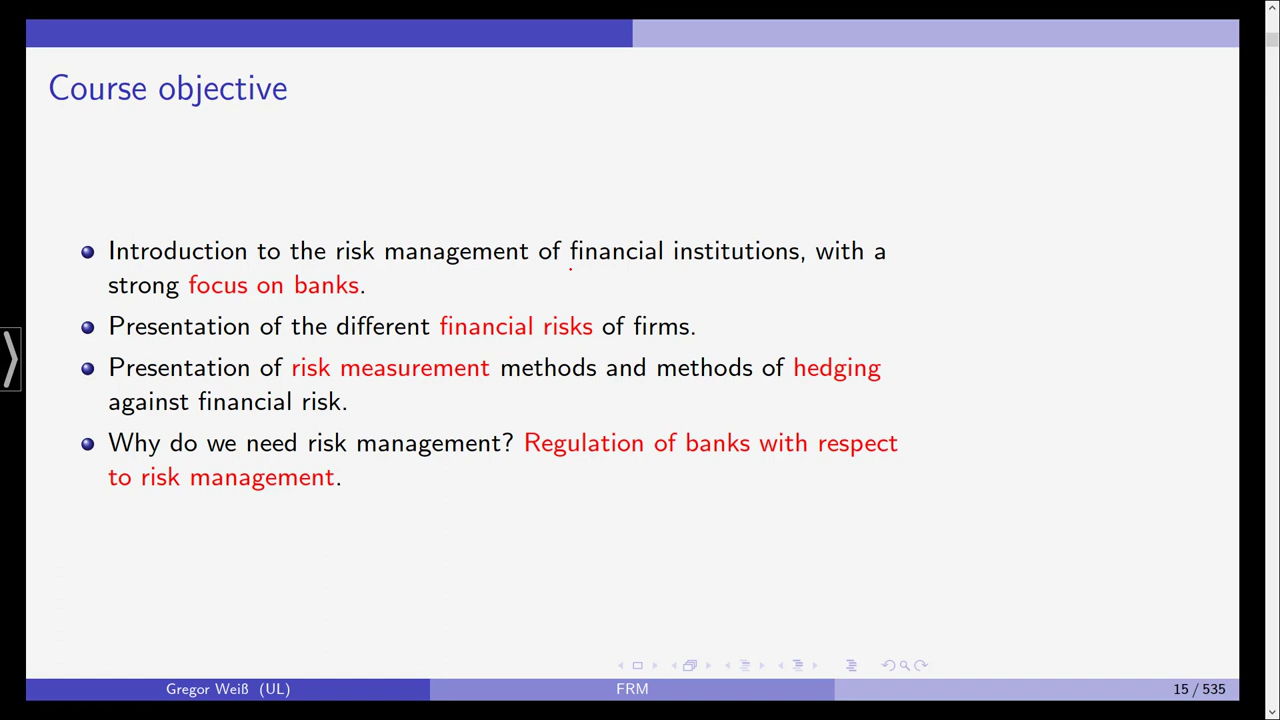 Course objective
Introduction to the risk management of financial institutions, with a
strong focus on banks.
Presentation of the different financial risks of firms.
Presentation of risk measurement methods and methods of hedging
against financial risk.
Why do we need risk management? Regulation of banks with respect
to risk management.
Gregor Weiß (UL)
FRM
15 / 535